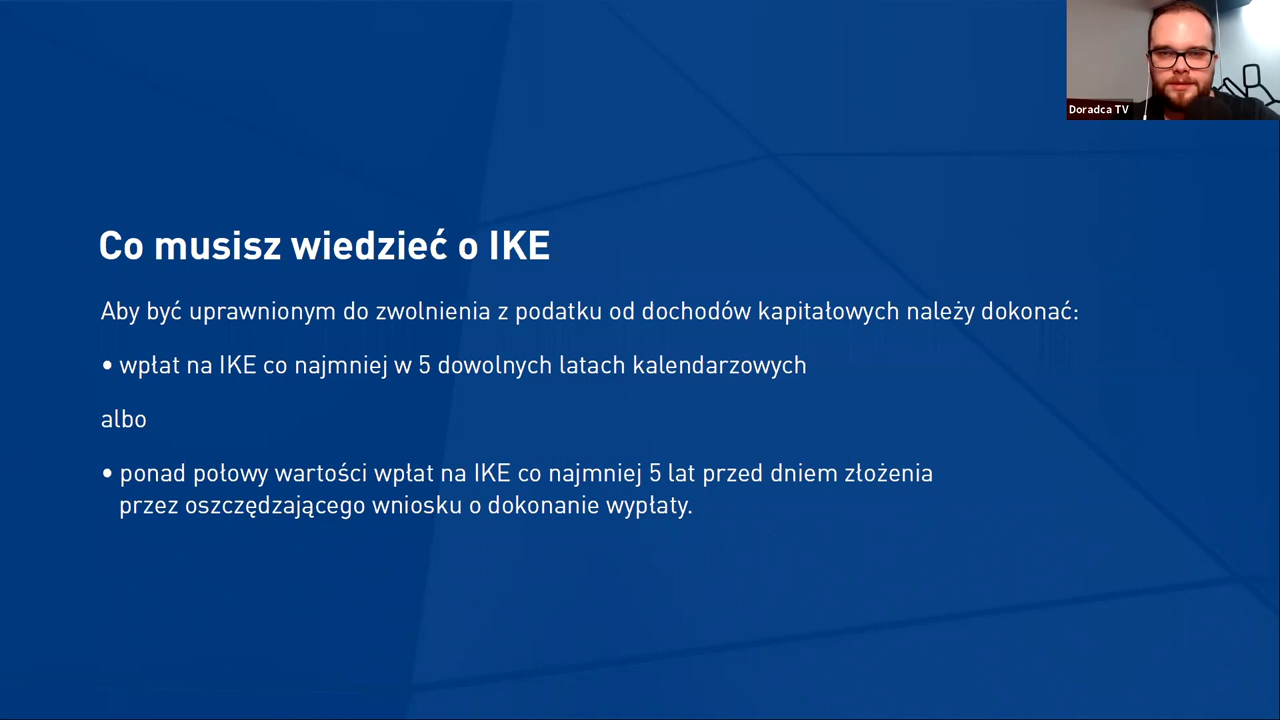 Doradca TV
Co musisz wiedzieć o IKE
Aby być uprawnionym do zwolnienia z podatku od dochodów kapitałowych należy dokonać:
• wpłat na IKE co najmniej w 5 dowolnych latach kalendarzowych
albo
• ponad połowy wartości wpłat na IKE co najmniej 5 lat przed dniem złożenia
przez oszczędzającego wniosku o dokonanie wypłaty.